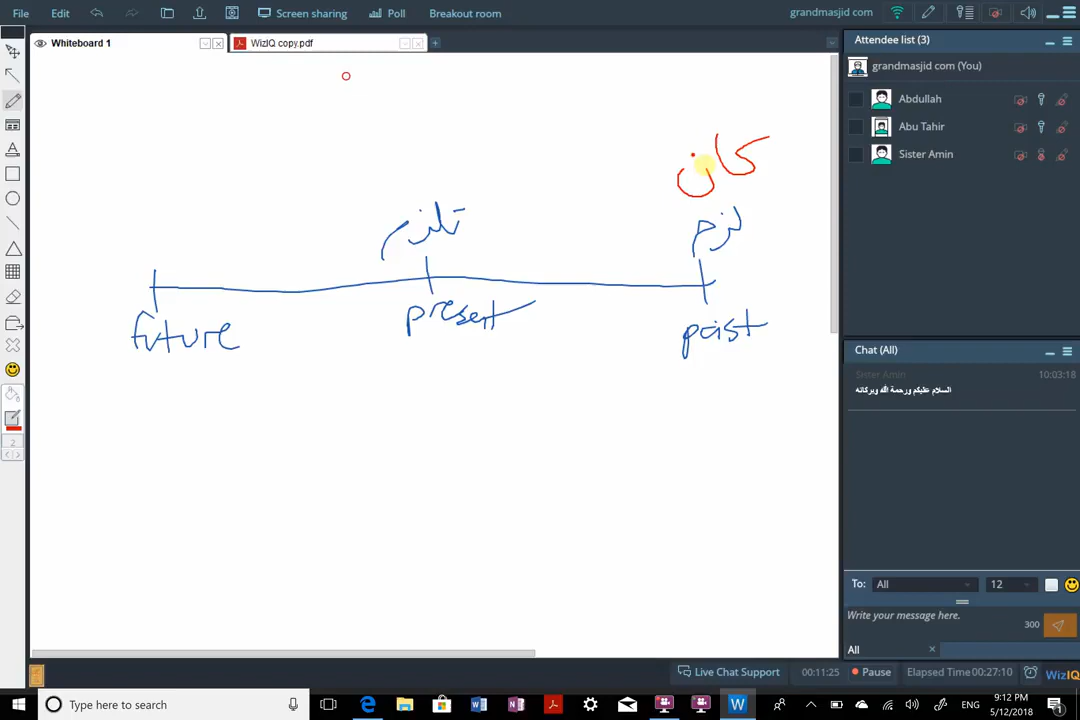 File Edit Screen sharing Poll Breakout room grandmasjid com
Whiteboard 1 WizIQ copy.pdf
Attendee list (3)
grandmasjid com (You)
Abdullah
Abu Tahir
Sister Amin
كان
تلزم لزم
future present past
Chat (All)
Sister Amin 10:03:18
السلام عليكم ورحمة الله وبركاته
To: All 12
Write your message here.
300
All
2
Live Chat Support 00:11:25 Pause Elapsed Time 00:27:10 WizIQ
Type here to search
ENG 9:12 PM
5/12/2018